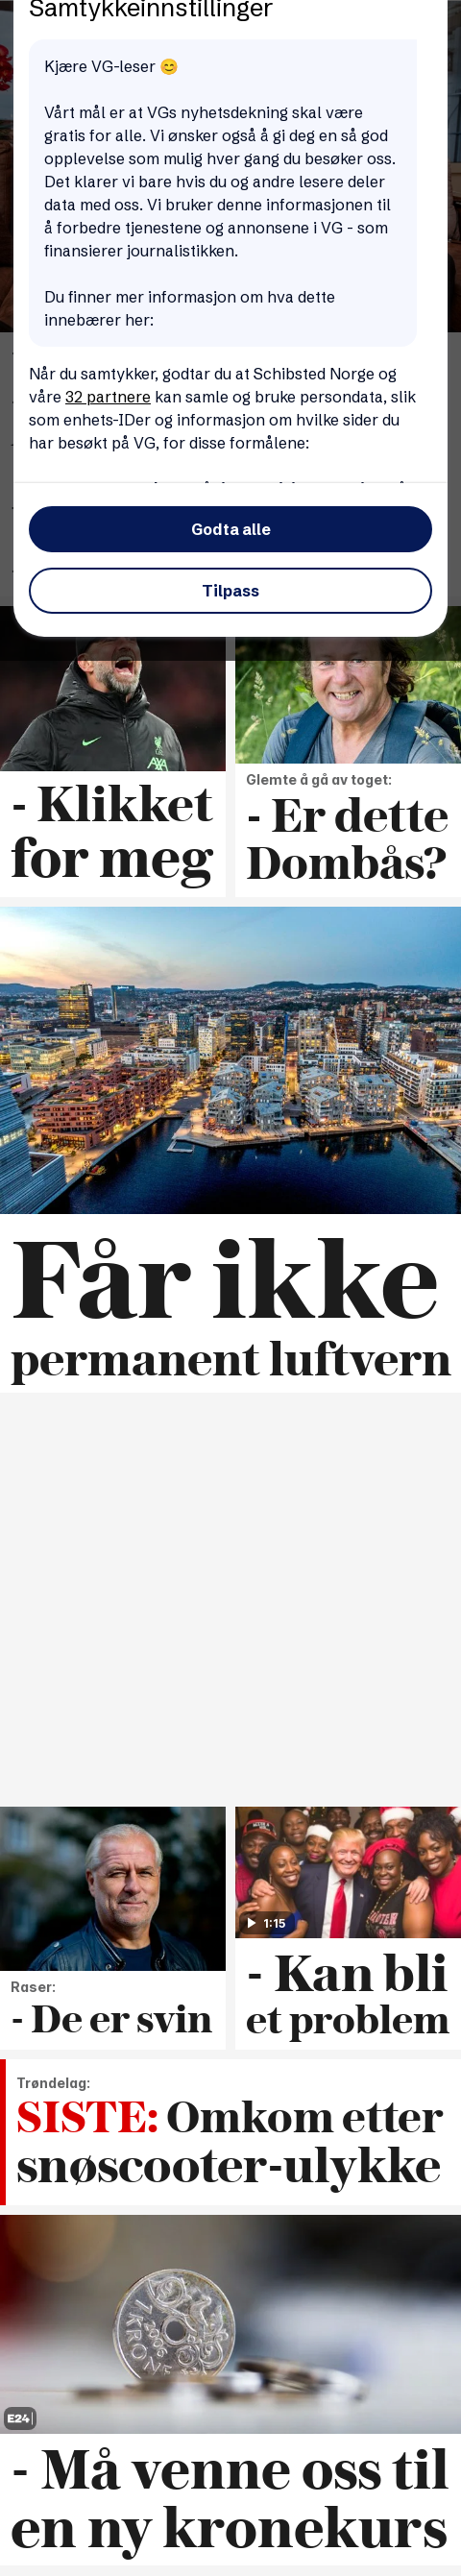 Samtykkeinnstillinger
Kjære VG-leser 😊
Vårt mål er at VGs nyhetsdekning skal være
gratis for alle. Vi ønsker også å gi deg en så god
opplevelse som mulig hver gang du besøker oss.
Det klarer vi bare hvis du og andre lesere deler
data med oss. Vi bruker denne informasjonen til
å forbedre tjenestene og annonsene i VG - som
finansierer journalistikken.
Du finner mer informasjon om hva dette
innebærer her:
Når du samtykker, godtar du at Schibsted Norge og
våre 32 partnere kan samle og bruke persondata, slik
som enhets-IDer og informasjon om hvilke sider du
har besøkt på VG, for disse formålene:
Godta alle
Tilpass
- Klikket
for meg
Glemte å gå av toget:
- Er dette
Dombås?
Får ikke
permanent luftvern
Raser:
- De er svin
1:15
- Kan bli
et problem
Trøndelag:
SISTE: Omkom etter
snøscooter-ulykke
1
KRONE
E24
- Må venne oss til
en ny kronekurs